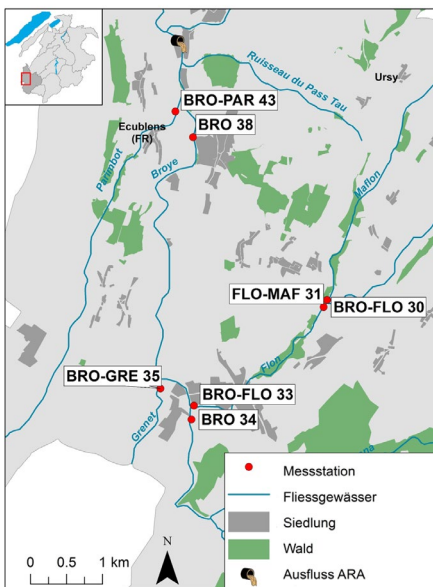 Ruisseau du Pass Tau
Ursy
BRO-PAR 43
Ecublens
(FR)
BRO 38
Parimbot
Broye
Maflon
FLO-MAF 31
BRO-FLO 30
Flon
BRO-GRE 35
BRO-FLO 33
BRO 34
Grenet
N
0 0.5 1 km
Messstation
Fliessgewässer
Siedlung
Wald
Ausfluss ARA